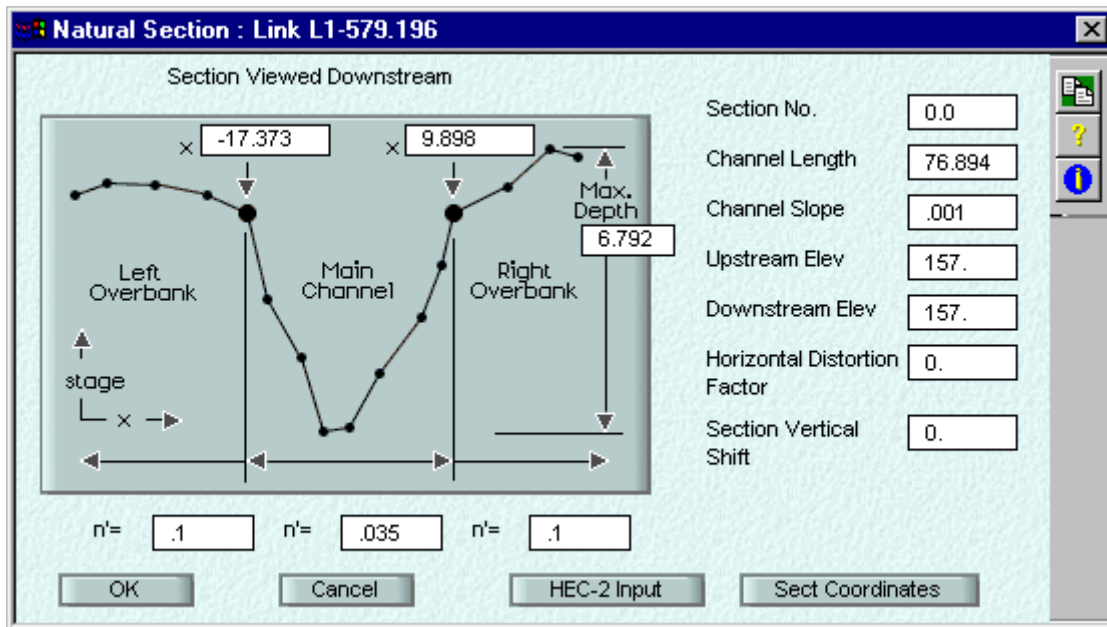 Natural Section : Link L1-579.196
Section Viewed Downstream
x -17.373
x 9.898
Max.
Depth
6.792
Left
Overbank
Main
Channel
Right
Overbank
stage
x
Section No. 0.0
Channel Length 76.894
Channel Slope .001
Upstream Elev 157.
Downstream Elev 157.
Horizontal Distortion
Factor
0.
Section Vertical
Shift
0.
n'= .1 n'= .035 n'= .1
OK Cancel HEC-2 Input Sect Coordinates